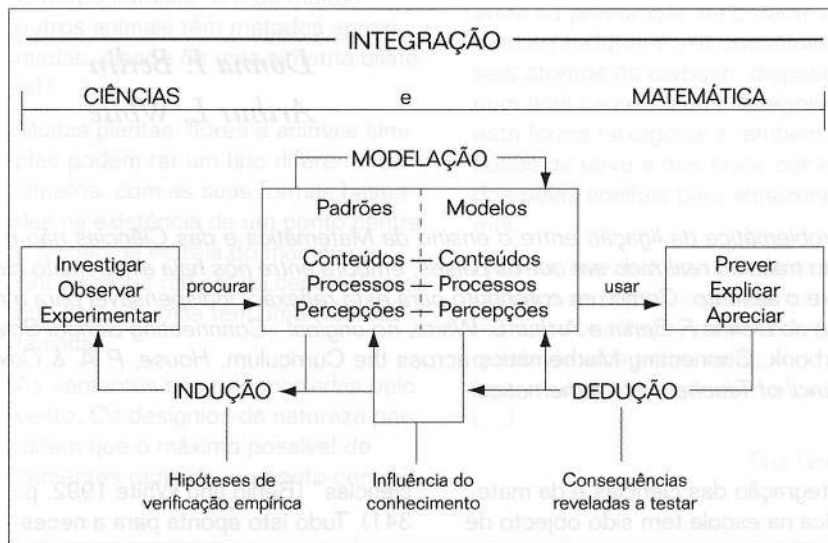 INTEGRAÇÃO
CIÊNCIAS e MATEMÁTICA
MODELAÇÃO
Padrões Modelos
Investigar
Observar
Experimentar
procurar
Conteúdos Conteúdos
Processos Processos
Percepções Percepções
usar
Prever
Explicar
Apreciar
INDUÇÃO DEDUÇÃO
Hipóteses de
verificação empírica
Influência do
conhecimento
Consequências
reveladas a testar